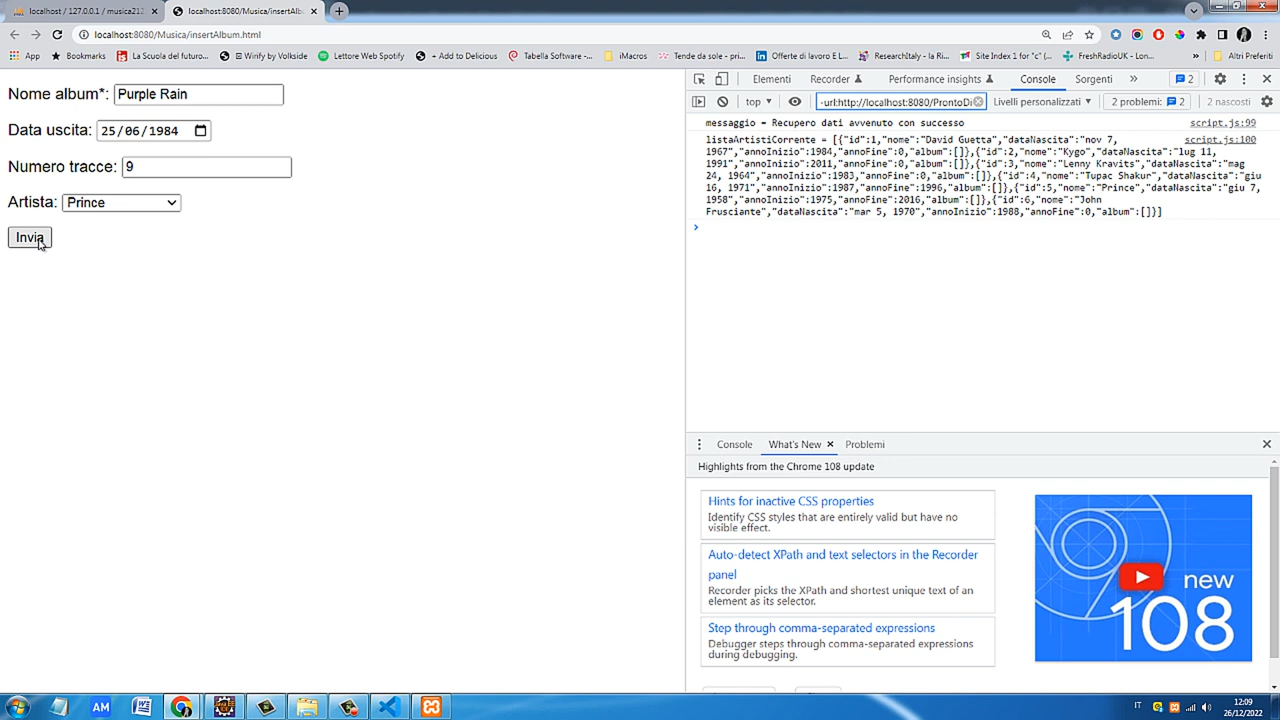 localhost / 127.0.0.1 / musica212
localhost:8080/Musica/insertAlbu
localhost:8080/Musica/insertAlbum.html
App
Bookmarks
La Scuola del futuro...
Wirify by Volkside
Lettore Web Spotify
+ Add to Delicious
Tabella Software -...
iMacros
Tende da sole - pri...
Offerte di lavoro E L...
ResearchItaly - la Ri...
Site Index 1 for "c" (...
FreshRadioUK - Lon...
Altri Preferiti
Nome album*: Purple Rain
Data uscita: 25/06/1984
Numero tracce: 9
Artista: Prince
Invia
Elementi
Recorder
Performance insights
Console
Sorgenti
2
top
-url:http://localhost:8080/ProntoDi
Livelli personalizzati
2 problemi:
2
2 nascosti
messaggio = Recupero dati avvenuto con successo
script.js:99
listaArtistiCorrente = [{"id":1,"nome":"David Guetta","dataNascita":"nov 7,
script.js:100
1967","annoInizio":1984,"annoFine":0,"album":[]},{"id":2,"nome":"Kygo","dataNascita":"lug 11,
1991","annoInizio":2011,"annoFine":0,"album":[]},{"id":3,"nome":"Lenny Kravits","dataNascita":"mag
24, 1964","annoInizio":1983,"annoFine":0,"album":[]},{"id":4,"nome":"Tupac Shakur","dataNascita":"giu
16, 1971","annoInizio":1987,"annoFine":1996,"album":[]},{"id":5,"nome":"Prince","dataNascita":"giu 7,
1958","annoInizio":1975,"annoFine":2016,"album":[]},{"id":6,"nome":"John
Frusciante","dataNascita":"mar 5, 1970","annoInizio":1988,"annoFine":0,"album":[]}]
Console
What's New
Problemi
Highlights from the Chrome 108 update
Hints for inactive CSS properties
Identify CSS styles that are entirely valid but have no
visible effect.
Auto-detect XPath and text selectors in the Recorder
panel
Recorder picks the XPath and shortest unique text of an
element as its selector.
Step through comma-separated expressions
Debugger steps through comma-separated expressions
during debugging.
new
108
AM
IT
12:09
26/12/2022